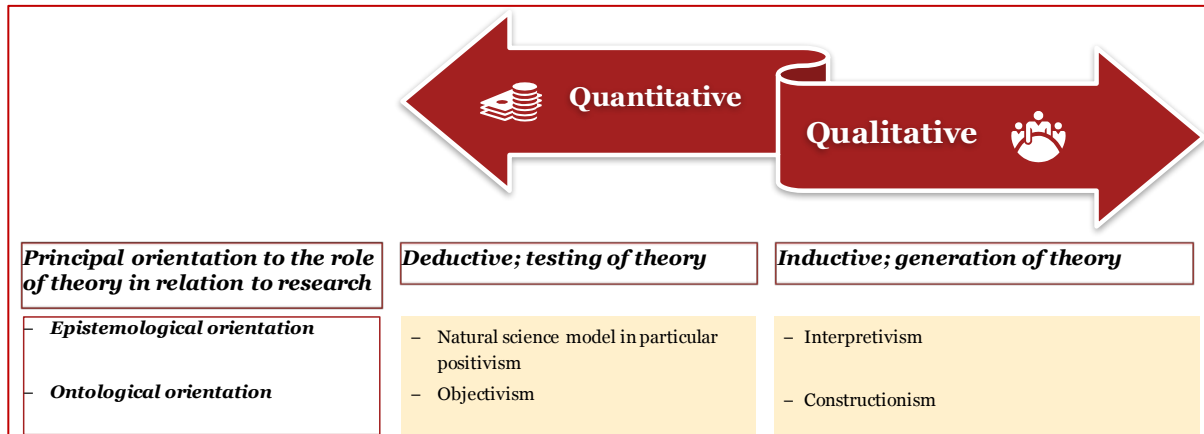 Quantitative
Qualitative
Principal orientation to the role
of theory in relation to research
Deductive; testing of theory
Inductive; generation of theory
– Epistemological orientation
– Ontological orientation
– Natural science model in particular
positivism
– Objectivism
– Interpretivism
– Constructionism